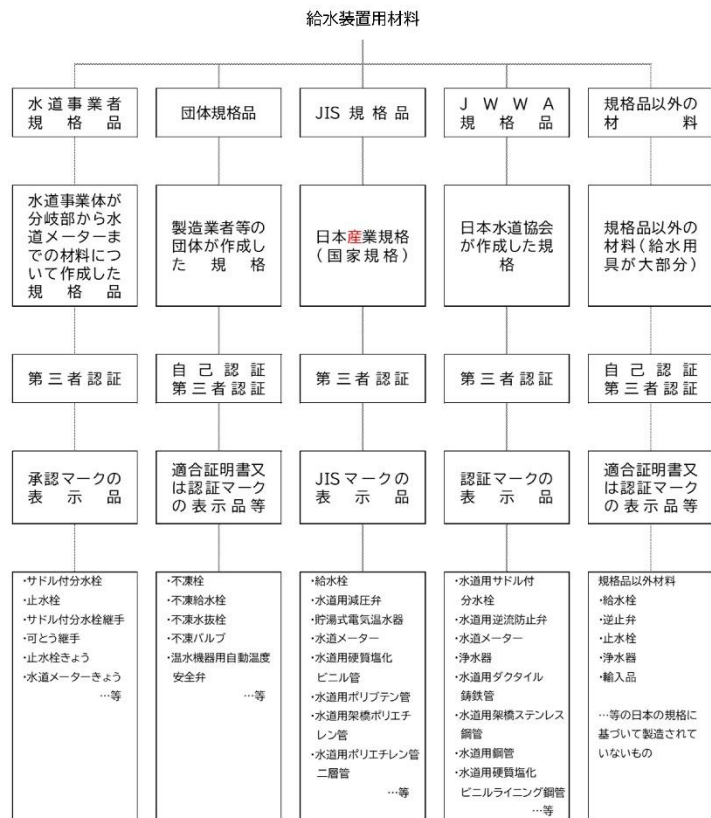 給水装置用材料
水道事業者
規格品
団体規格品
JIS規格品
JWWA
規格品
規格品以外の
材料
水道事業体が
分岐部から水
道メーターま
での材料につ
いて作成した
規格品
製造業者等の
団体が作成し
た規格
日本産業規格
(国家規格)
日本水道協会
が作成した規
格
規格品以外の
材料(給水用
具が大部分)
第三者認証
自己認証
第三者認証
第三者認証
第三者認証
自己認証
第三者認証
承認マークの
表示品
適合証明書又
は認証マーク
の表示品等
JISマークの
表示品
認証マークの
表示品
適合証明書又
は認証マーク
の表示品等
・サドル付分水栓
・止水栓
・サドル付分水栓継手
・可とう継手
・止水栓きょう
・水道メーターきょう
…等
・不凍栓
・不凍給水栓
・不凍水抜栓
・不凍バルブ
・温水機器用自動温度
安全弁
…等
・給水栓
・水道用減圧弁
・貯湯式電気温水器
・水道メーター
・水道用硬質塩化
ビニル管
・水道用ポリブテン管
・水道用架橋ポリエチ
レン管
・水道用ポリエチレン管
二層管
…等
・水道用サドル付
分水栓
・水道用逆流防止弁
・水道メーター
・浄水器
・水道用ダクタイル
鋳鉄管
・水道用架橋ステンレス
鋼管
・水道用鋼管
・水道用硬質塩化
ビニルライニング鋼管
…等
規格品以外材料
・給水栓
・逆止弁
・止水栓
・浄水器
・輸入品
…等の日本の規格に
基づいて製造されて
いないもの